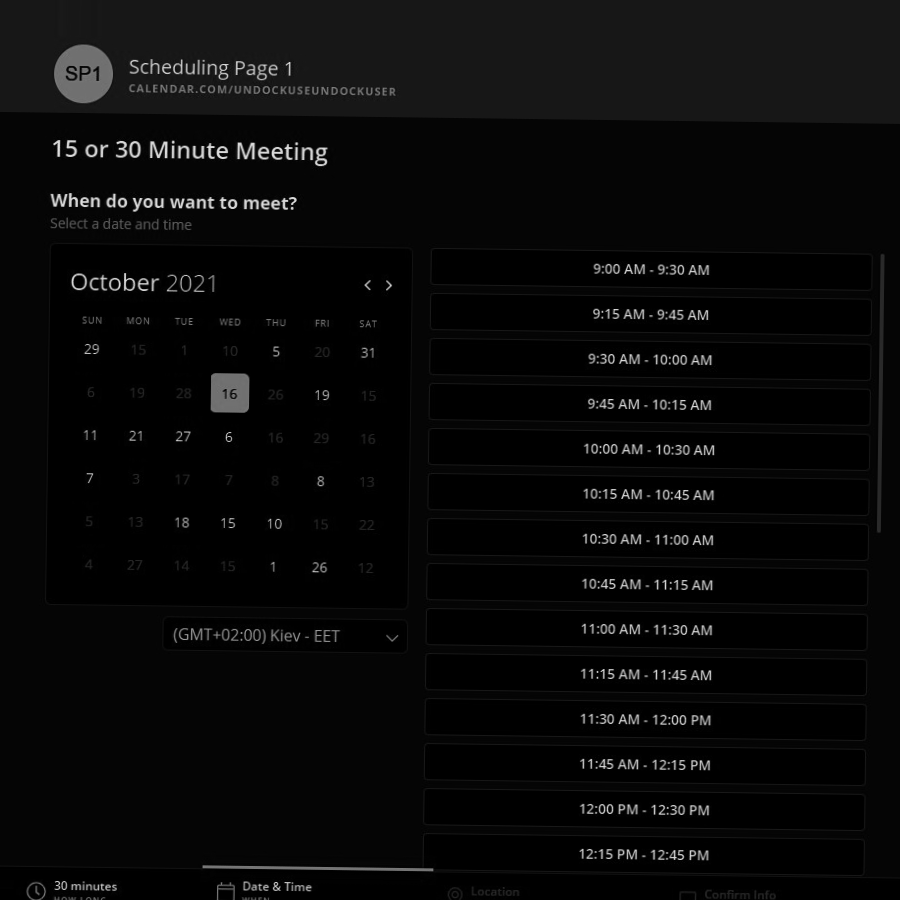 SP1
Scheduling Page 1
CALENDAR.COM/UNDOCKUSEUNDOCKUSER
15 or 30 Minute Meeting
When do you want to meet?
Select a date and time
October 2021
SUN MON TUE WED THU FRI SAT
29 15 1 10 5 20 31
6 19 28 16 26 19 15
11 21 27 6 16 29 16
7 3 17 7 8 8 13
5 13 18 15 10 15 22
4 27 14 15 1 26 12
(GMT+02:00) Kiev - EET
9:00 AM - 9:30 AM
9:15 AM - 9:45 AM
9:30 AM - 10:00 AM
9:45 AM - 10:15 AM
10:00 AM - 10:30 AM
10:15 AM - 10:45 AM
10:30 AM - 11:00 AM
10:45 AM - 11:15 AM
11:00 AM - 11:30 AM
11:15 AM - 11:45 AM
11:30 AM - 12:00 PM
11:45 AM - 12:15 PM
12:00 PM - 12:30 PM
12:15 PM - 12:45 PM
30 minutes
HOW LONG
Date & Time
WHEN
Location
Confirm Info